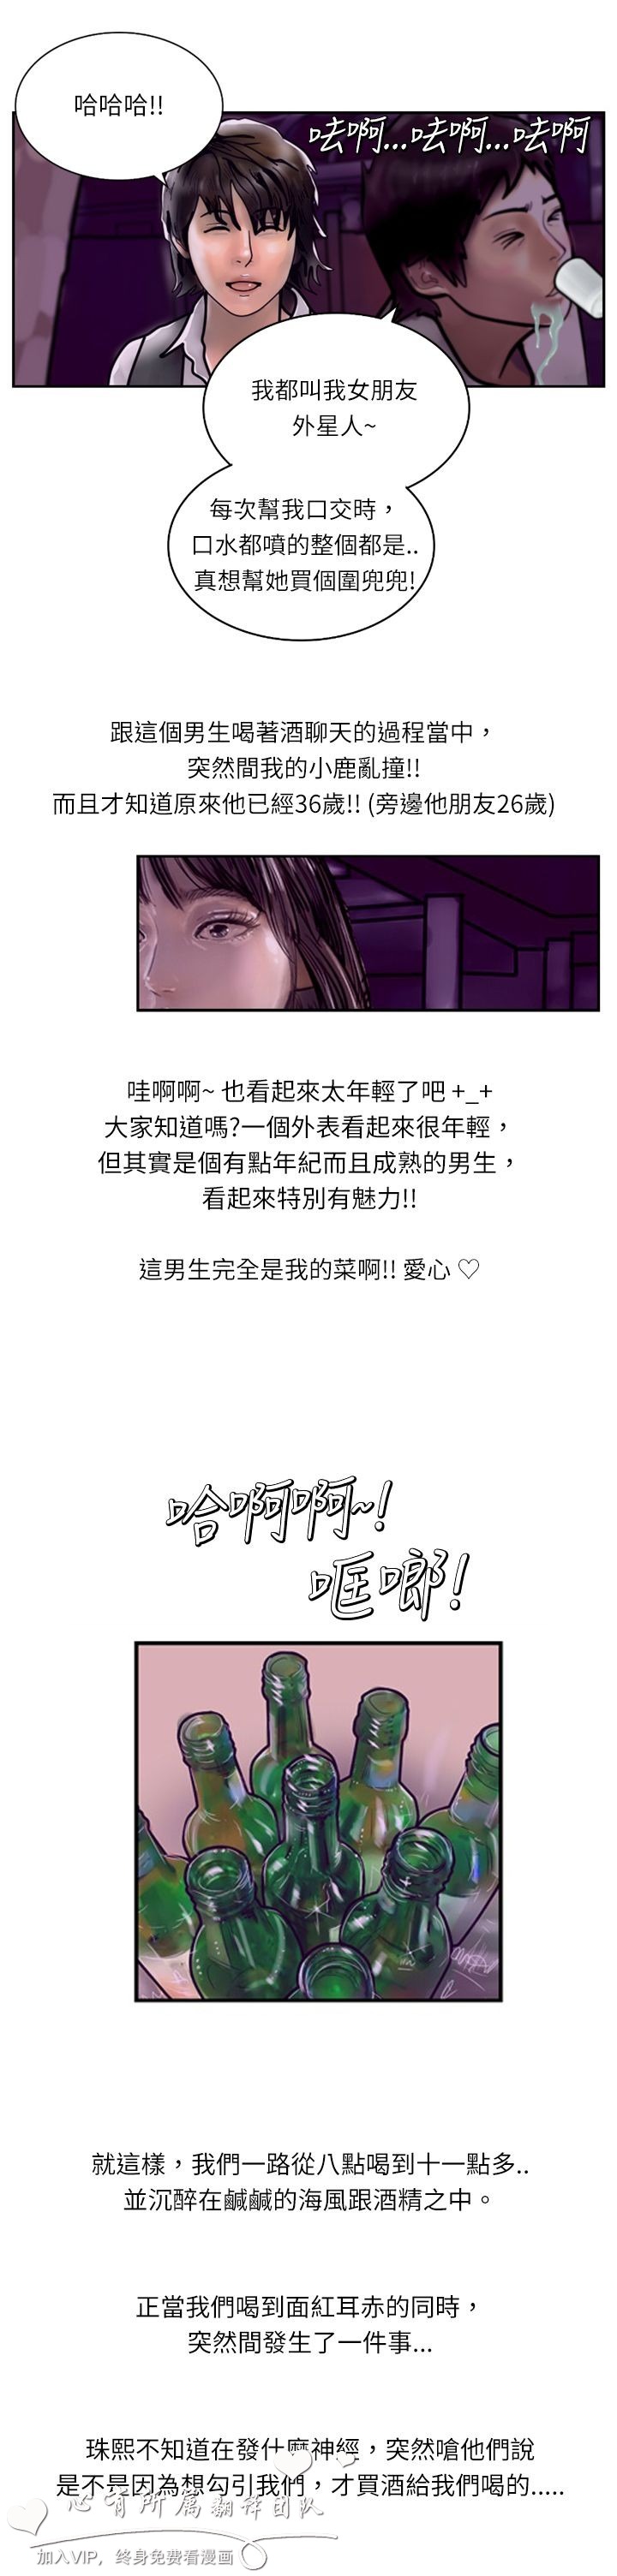 哈哈哈!!
呿啊...呿啊...呿啊
我都叫我女朋友
外星人~
每次幫我口交時，
口水都噴的整個都是..
真想幫她買個圍兜兜!
跟這個男生喝著酒聊天的過程當中，
突然間我的小鹿亂撞!!
而且才知道原來他已經36歲!! (旁邊他朋友26歲)
哇啊啊~ 也看起來太年輕了吧 +_+
大家知道嗎?一個外表看起來很年輕，
但其實是個有點年紀而且成熟的男生，
看起來特別有魅力!!
這男生完全是我的菜啊!! 愛心 ♡
哈啊啊~!
哐啷!
就這樣，我們一路從八點喝到十一點多..
並沉醉在鹹鹹的海風跟酒精之中。
正當我們喝到面紅耳赤的同時，
突然間發生了一件事...
珠熙不知道在發什麼神經，突然嗆他們說
是不是因為想勾引我們，才買酒給我們喝的.....
心有所属翻译团队
加入VIP，终身免费看漫画